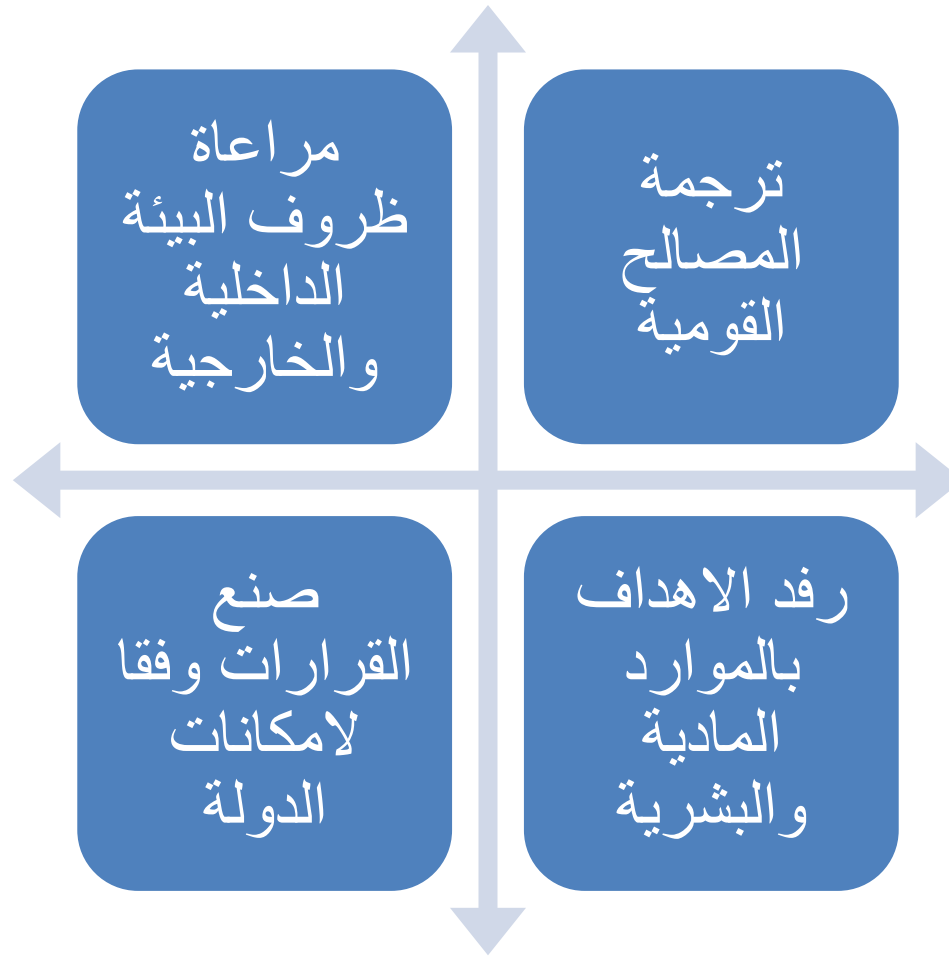 ترجمة
المصالح
القومية
مراعاة
ظروف البيئة
الداخلية
والخارجية
رفد الاهداف
بالموارد
المادية
والبشرية
صنع
القرارات وفقا
لامكانات
الدولة